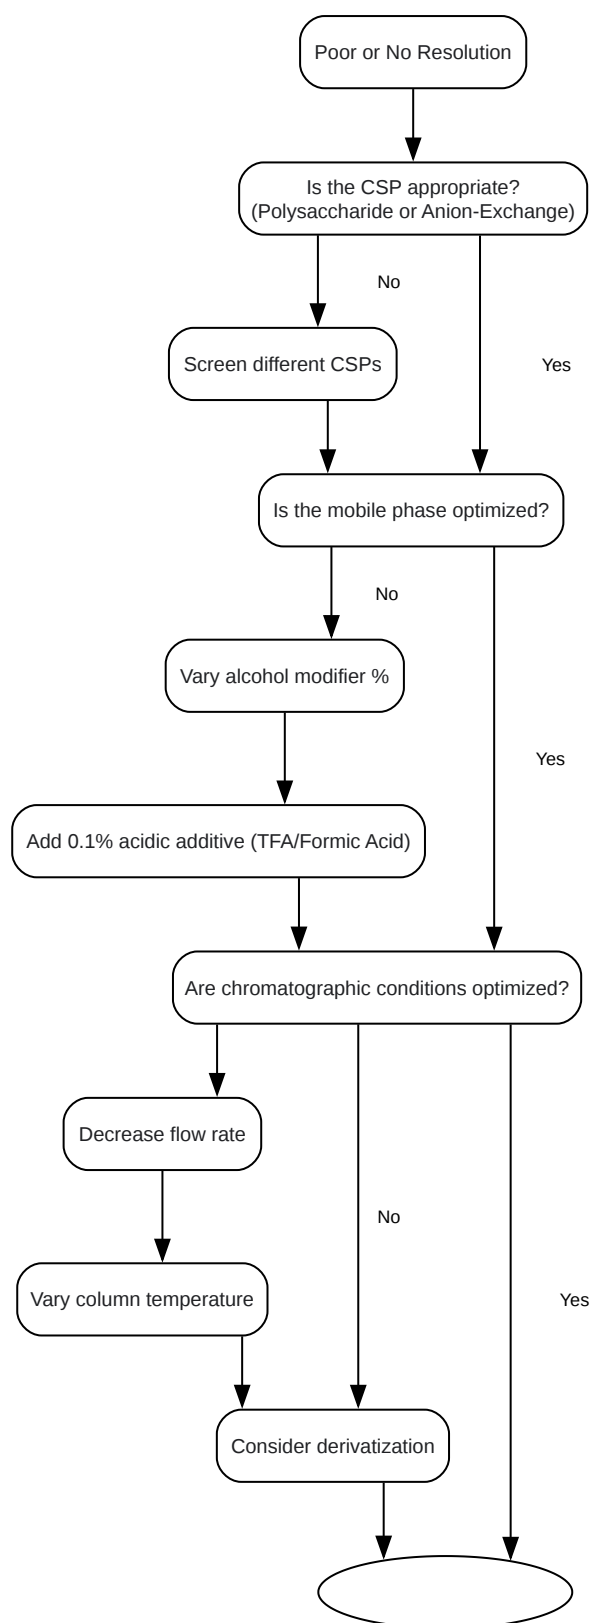 Poor or No Resolution
Is the CSP appropriate?
(Polysaccharide or Anion-Exchange)
No
Screen different CSPs
Yes
Is the mobile phase optimized?
No
Vary alcohol modifier %
Yes
Add 0.1% acidic additive (TFA/Formic Acid)
Are chromatographic conditions optimized?
Decrease flow rate
No
Vary column temperature
Yes
Consider derivatization